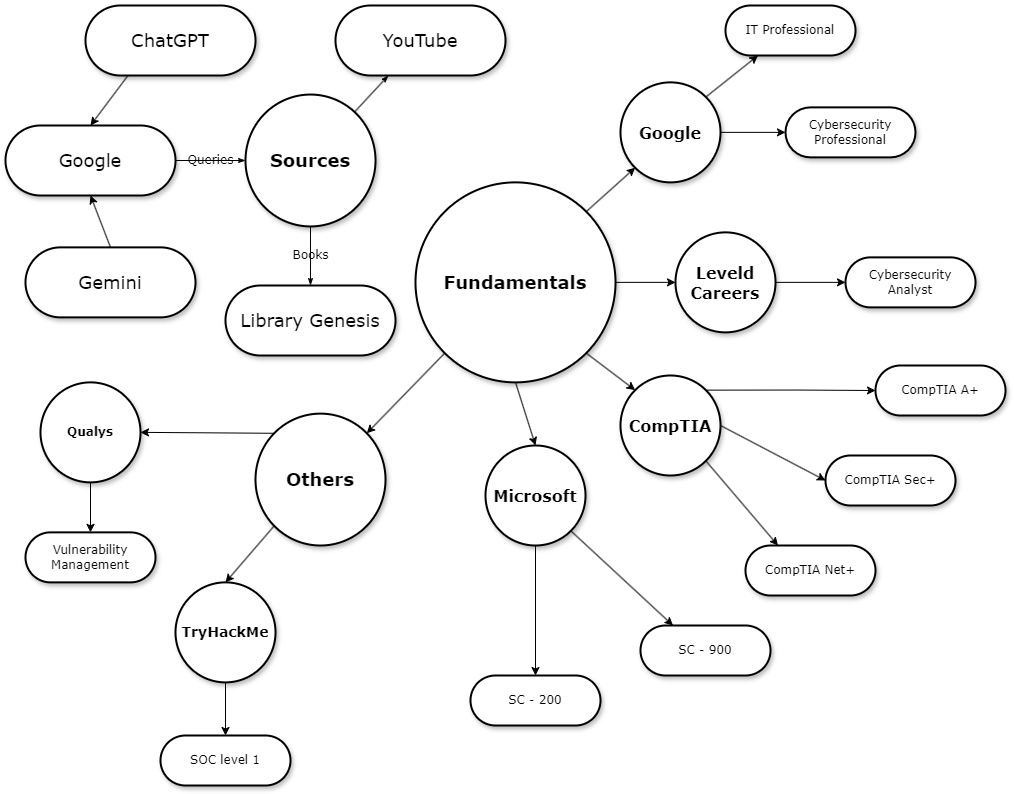 ChatGPT
YouTube
IT Professional
Google
Queries
Sources
Google
Cybersecurity
Professional
Gemini
Books
Library Genesis
Fundamentals
Leveld
Careers
Cybersecurity
Analyst
Qualys
Vulnerability
Management
Others
TryHackMe
SOC level 1
Microsoft
SC - 200
SC - 900
CompTIA
CompTIA A+
CompTIA Sec+
CompTIA Net+